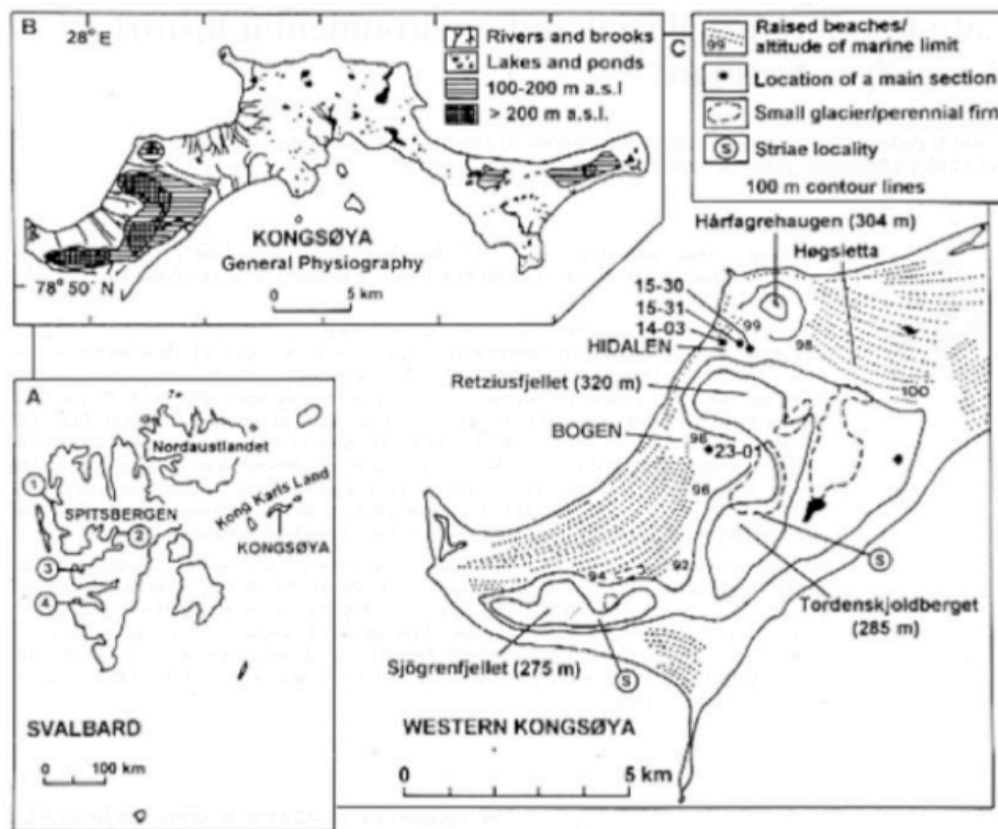 B
28° E
Rivers and brooks
Lakes and ponds
100-200 m a.s.l
> 200 m a.s.l.
KONGSØYA
General Physiography
0 5 km
78° 50' N
C
99
Raised beaches/
altitude of marine limit
Location of a main section
Small glacier/perennial firn
S
Striae locality
100 m contour lines
Hårfagrehaugen (304 m)
Høgsletta
15-30
15-31
14-03
99
98
HIDALEN
Retziusfjellet (320 m)
100
BOGEN
98
23-01
96
92
94
S
Tordenskjoldberget
(285 m)
Sjögrenfjellet (275 m)
S
WESTERN KONGSØYA
0 5 km
A
Nordaustlandet
1
SPITSBERGEN
Kong Karls Land
2
KONGSØYA
3
4
SVALBARD
0 100 km